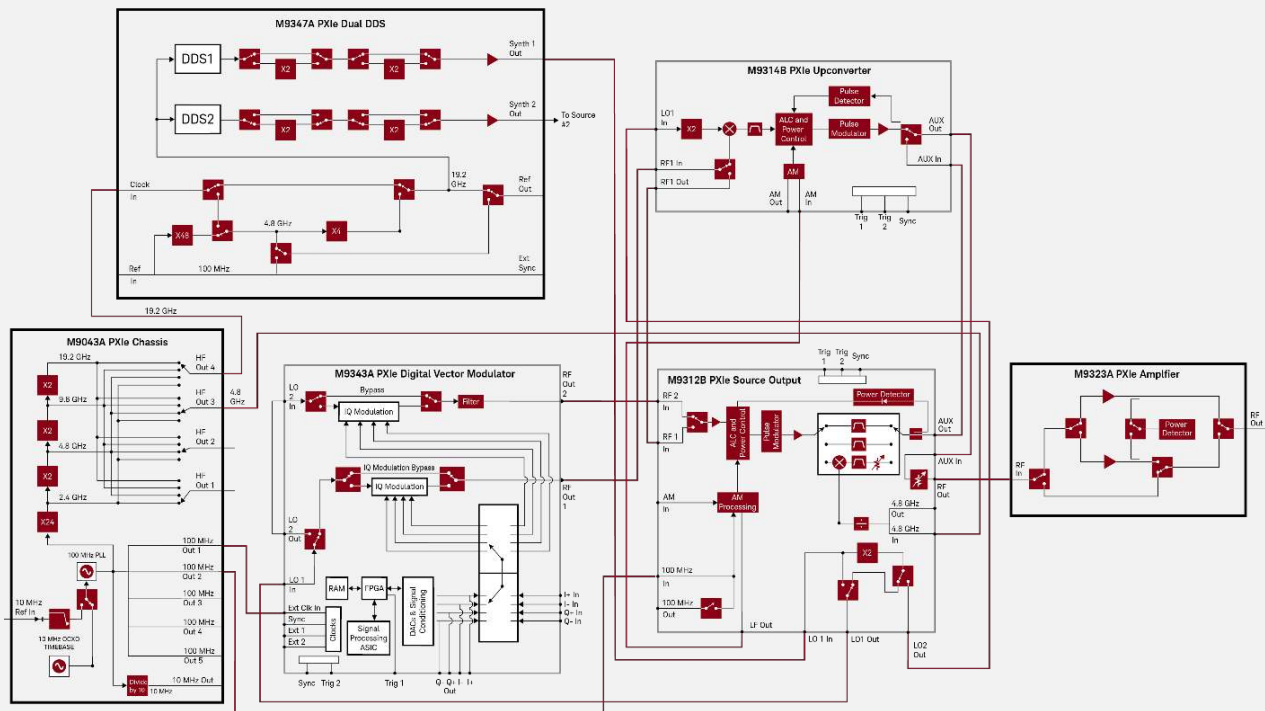 M9347A PXIe Dual DDS
DDS1
X2
X2
Synth 1
Out
DDS2
X2
X2
Synth 2
Out
To Source
#2
Clock
In
19.2
GHz
Ref
Out
X48
4.8 GHz
X4
Ref
In
100 MHz
Ext
Sync
19.2 GHz
M9314B PXIe Upconverter
LO1
In
X2
ALC and
Power
Control
Pulse
Detector
Pulse
Modulator
AUX
Out
AUX In
RF1 In
RF1 Out
AM
AM
Out
AM
In
Trig
1
Trig
2
Sync
M9043A PXIe Chassis
19.2 GHz
HF
Out 4
X2
9.8 GHz
HF
Out 3
4.8
GHz
X2
4.8 GHz
HF
Out 2
X2
2.4 GHz
HF
Out 1
X24
100 MHz
Out 1
100 MHz PLL
100 MHz
Out 2
10 MHz
Ref In
100 MHz
Out 3
100 MHz
Out 4
13 MHz OCXO
TIMEBASE
100 MHz
Out 5
Divide
by 10
10 MHz
10 MHz Out
M9343A PXIe Digital Vector Modulator
LO
2
In
Bypass
IQ Modulation
Filter
RF
Out
2
IQ Modulation Bypass
IQ Modulation
RF
Out
1
LO
2
Out
LO 1
In
RAM
FPGA
DACs & Signal
Conditioning
Signal
Processing
ASIC
Ext Clk In
Sync
Ext 1
Ext 2
Clocks
I+ In
I- In
Q+ In
Q- In
Sync
Trig 2
Trig 1
Q- Q+ I- I+
Out
M9312B PXIe Source Output
Trig
1
Trig
2
Sync
RF 2
In
RF 1
In
ALC and
Power Control
Pulse
Modulator
Power Detector
AUX
Out
AUX In
RF
Out
AM
In
AM
Processing
4.8 GHz
Out
4.8 GHz
In
÷
100 MHz
In
100 MHz
Out
X2
LF Out
LO 1 In
LO1 Out
LO2
Out
M9323A PXIe Amplfier
RF
In
Power
Detector
RF
Out